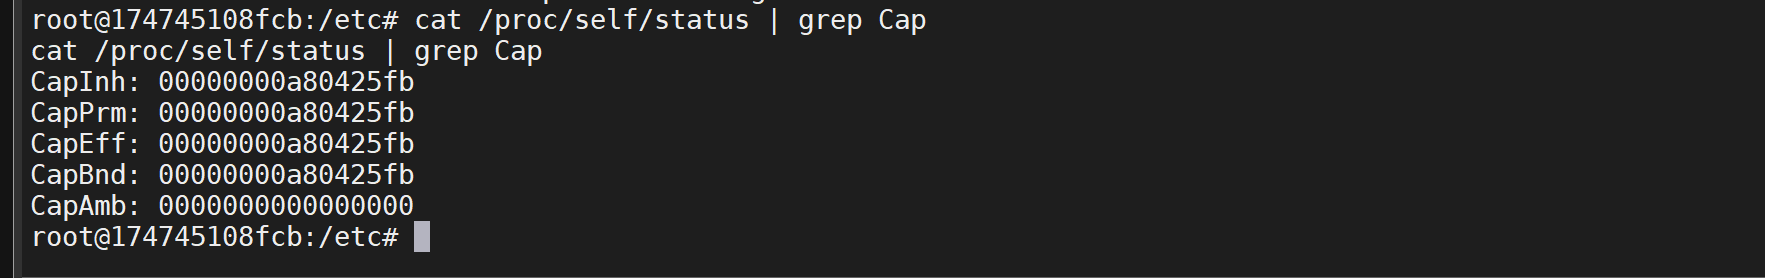 root@174745108fcb:/etc# cat /proc/self/status | grep Cap
cat /proc/self/status | grep Cap
CapInh: 00000000a80425fb
CapPrm: 00000000a80425fb
CapEff: 00000000a80425fb
CapBnd: 00000000a80425fb
CapAmb: 0000000000000000
root@174745108fcb:/etc#